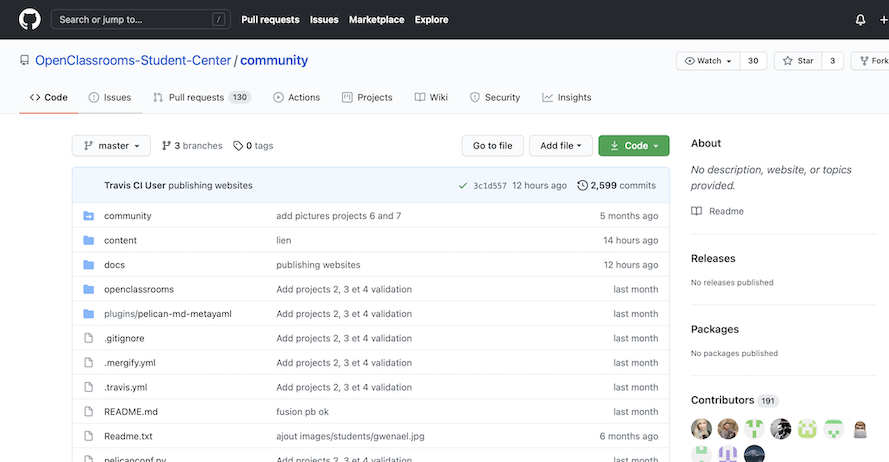 Search or jump to... / Pull requests Issues Marketplace Explore
OpenClassrooms-Student-Center / community Watch 30 Star 3 Fork
Code Issues Pull requests 130 Actions Projects Wiki Security Insights
master 3 branches 0 tags Go to file Add file Code
Travis CI User publishing websites 3c1d557 12 hours ago 2,599 commits
community add pictures projects 6 and 7 5 months ago
content lien 14 hours ago
docs publishing websites 12 hours ago
openclassrooms Add projects 2, 3 et 4 validation last month
plugins/pelican-md-metayaml Add projects 2, 3 et 4 validation last month
.gitignore Add projects 2, 3 et 4 validation last month
.mergify.yml Add projects 2, 3 et 4 validation last month
.travis.yml Add projects 2, 3 et 4 validation last month
README.md fusion pb ok last month
Readme.txt ajout images/students/gwenael.jpg 6 months ago
pelicanconf.py Add projects 2, 3 et 4 validation last month
About
No description, website, or topics
provided.
Readme
Releases
No releases published
Packages
No packages published
Contributors 191